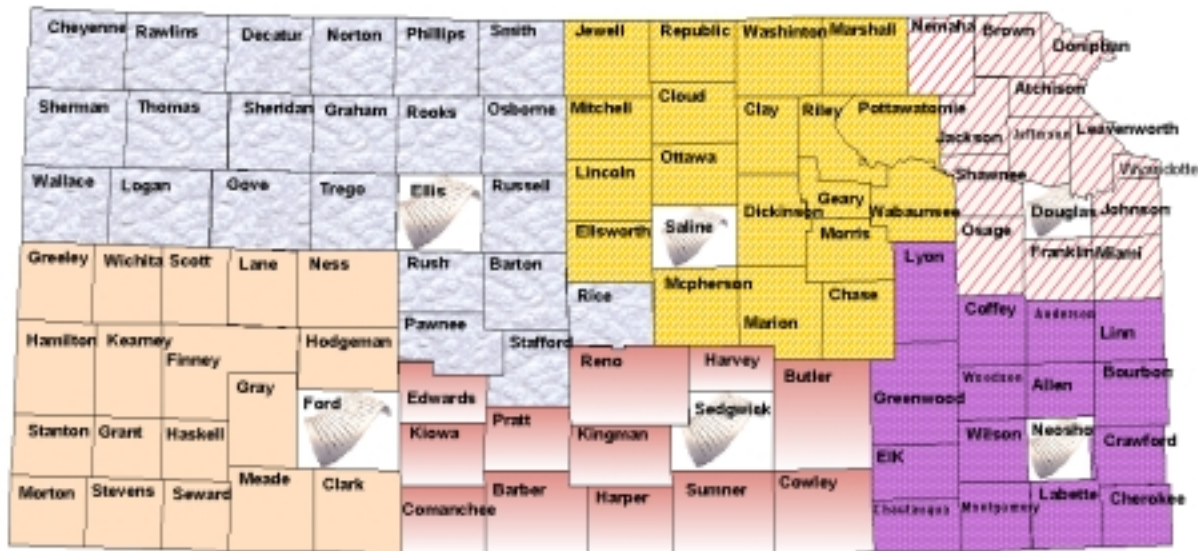 Cheyenne Rawlins Decatur Norton Phillips Smith Jewell Republic Washinton Marshall Nemaha Brown Doniphan
Sherman Thomas Sheridan Graham Rooks Osborne Mitchell Cloud Clay Riley Pottawatomie Jackson Atchison Jefferson Leavenworth
Wallace Logan Gove Trego Ellis Russell Lincoln Ottawa Geary Wabaunsee Shawnee Wyandotte
Ellsworth Saline Dickinson Morris Osage Douglas Johnson
Greeley Wichita Scott Lane Ness Rush Barton Rice Mcpherson Marion Chase Lyon Franklin Miami
Hamilton Kearney Finney Hodgeman Pawnee Stafford Reno Harvey Butler Coffey Anderson Linn
Gray Ford Edwards Pratt Kingman Sedgwick Greenwood Woodson Allen Bourbon
Stanton Grant Haskell Kiowa Elk Wilson Neosho Crawford
Morton Stevens Seward Meade Clark Comanchee Barber Harper Sumner Cowley Chautauqua Montgomery Labette Cherokee